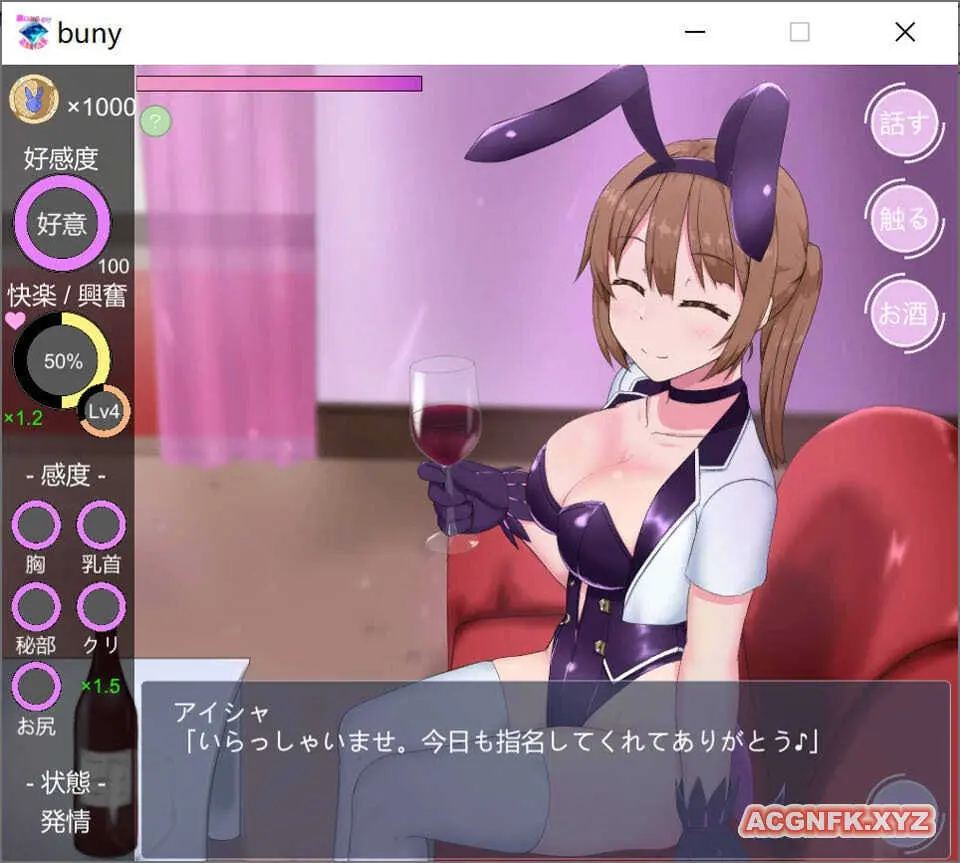 buny
×1000
好感度
好意
100
快楽 / 興奮
50%
×1.2
Lv4
- 感度 -
胸
乳首
秘部
クリ
×1.5
お尻
- 状態 -
発情
?
話す
触る
お酒
アイシャ
「いらっしゃいませ。今日も指名してくれてありがとう♪」
ACGNFK.XYZ